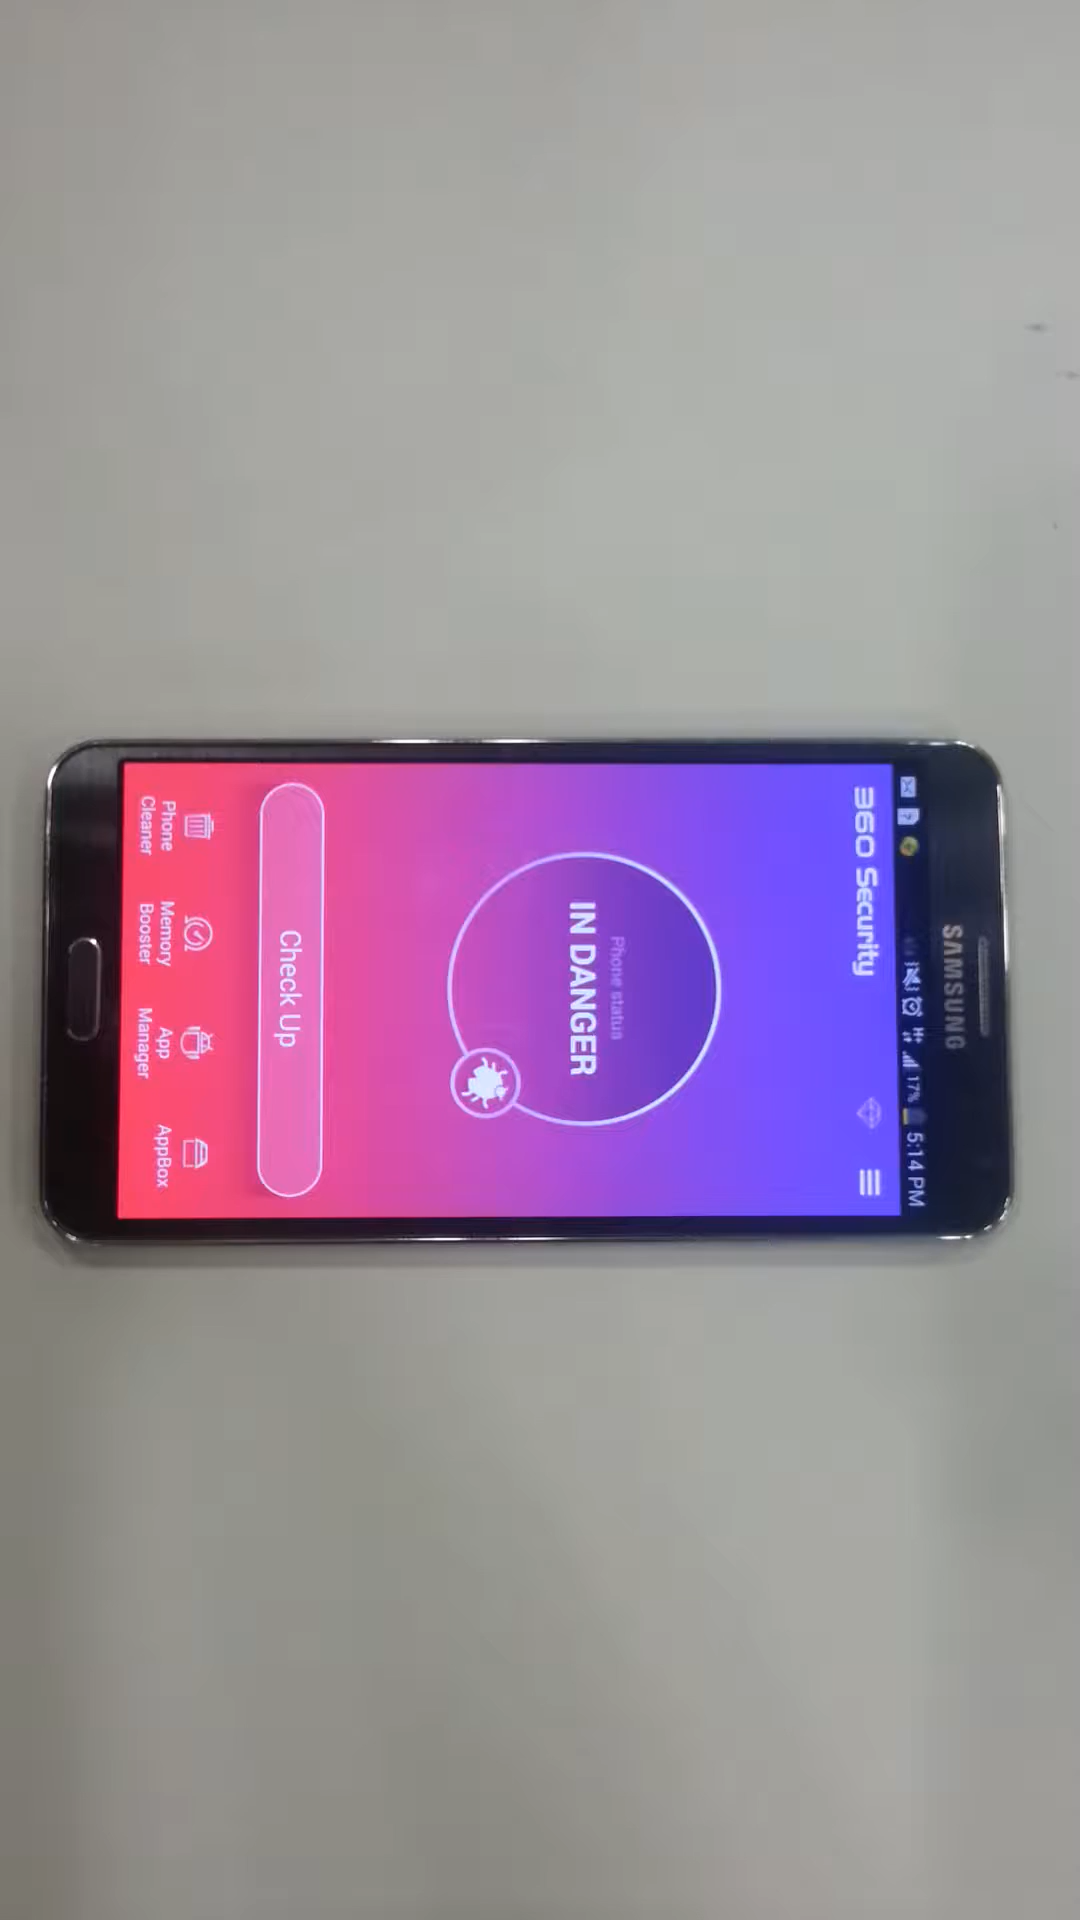 SAMSUNG
H+ 17% 5:14 PM
360 Security
Phone status
IN DANGER
Check Up
Phone Cleaner
Memory Booster
App Manager
AppBox